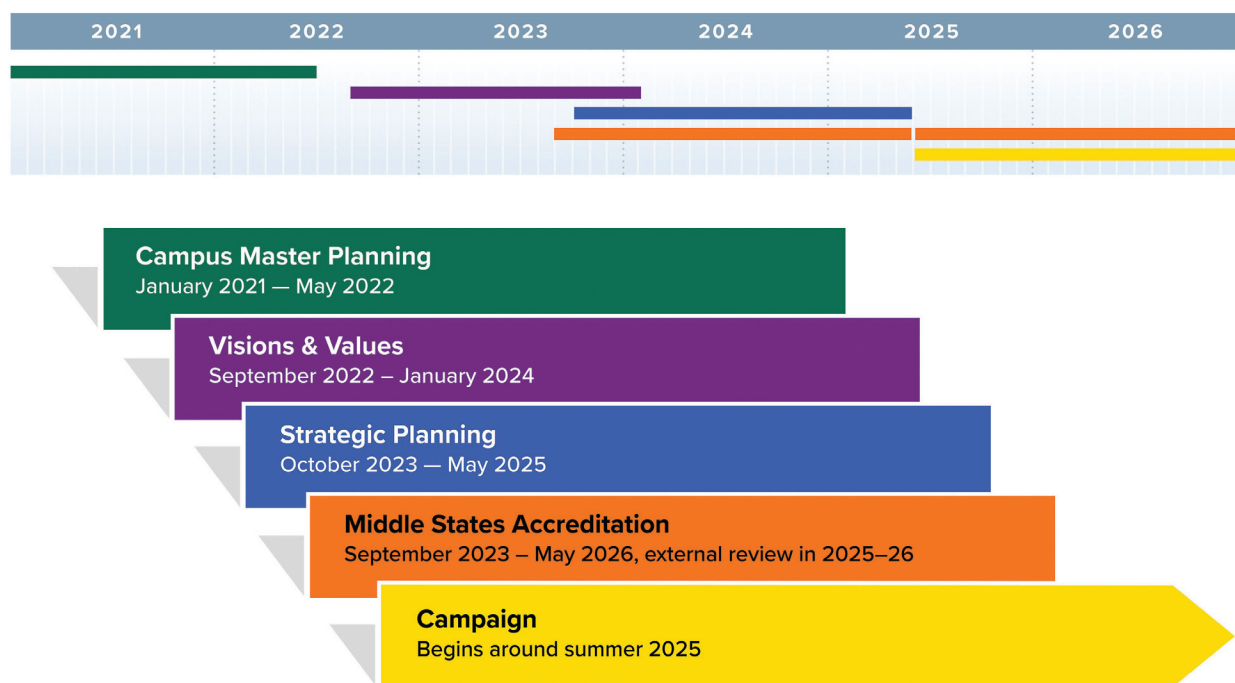 2021 2022 2023 2024 2025 2026
Campus Master Planning
January 2021 — May 2022
Visions & Values
September 2022 – January 2024
Strategic Planning
October 2023 — May 2025
Middle States Accreditation
September 2023 – May 2026, external review in 2025–26
Campaign
Begins around summer 2025